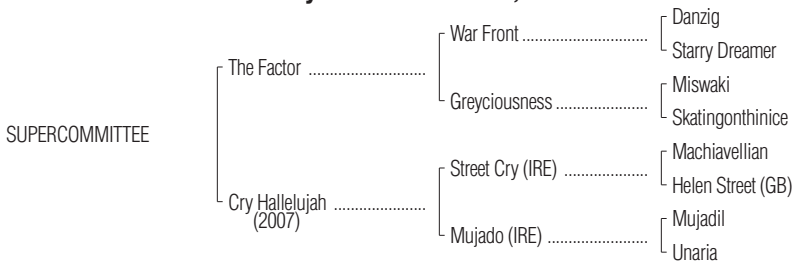 War Front ..............................
Danzig
Starry Dreamer
The Factor ............................
Greyciousness ......................
Miswaki
Skatingonthinice
SUPERCOMMITTEE
Street Cry (IRE) ....................
Machiavellian
Helen Street (GB)
Cry Hallelujah ......................
(2007)
Mujado (IRE) ........................
Mujadil
Unaria